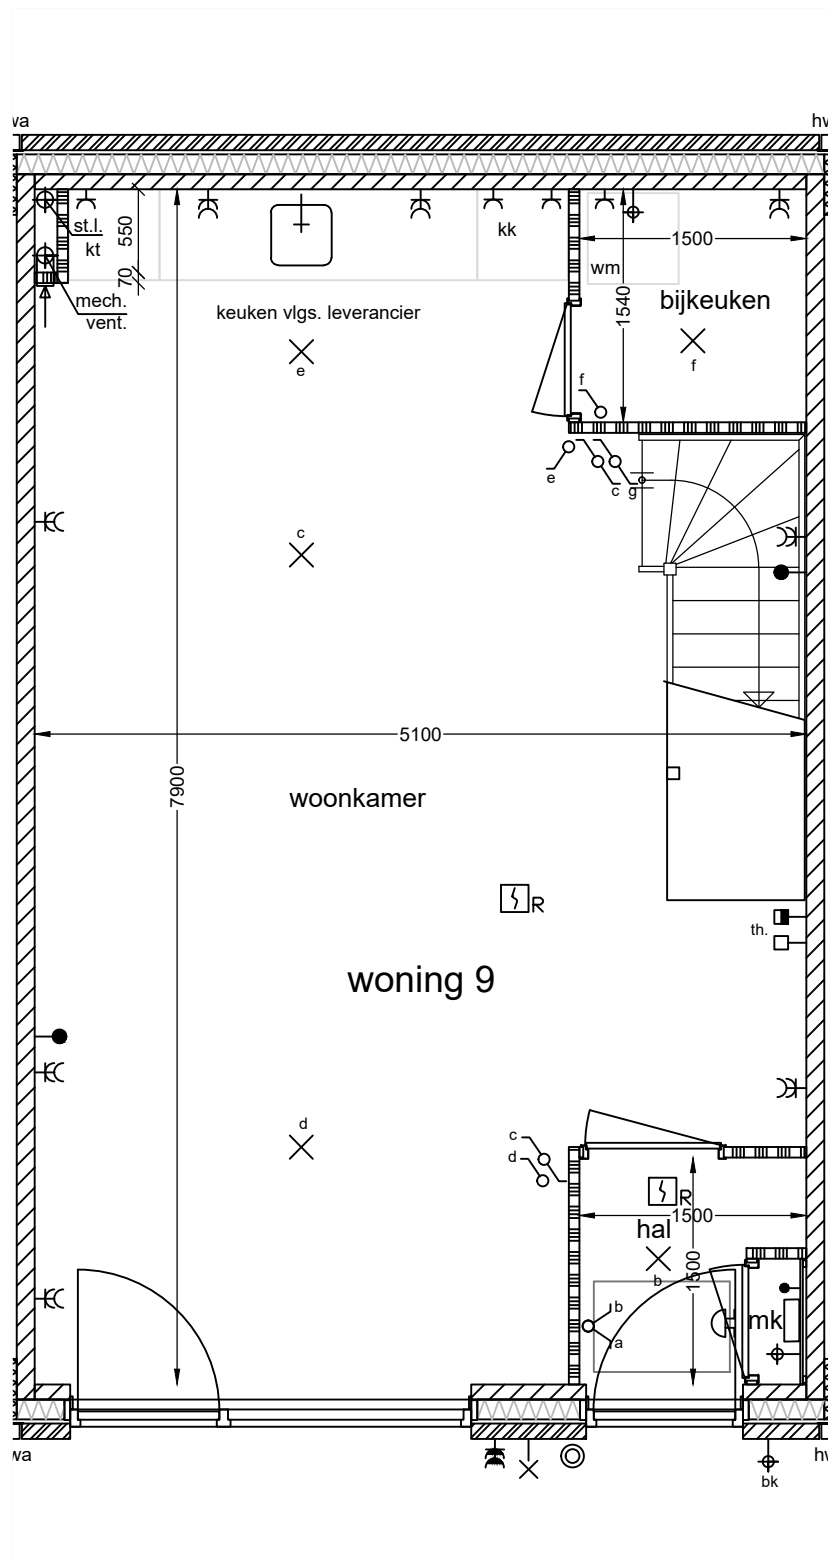 wa
hw
st.l.
kt
550
70
mech.
vent.
kk
wm
1500
1540
bijkeuken
f
keuken vlgs. leverancier
e
f
e
c
g
c
5100
7900
woonkamer
R
th.
woning 9
d
c
d
R
1500
hal
b
1500
mk
b
a
wa
hw
bk